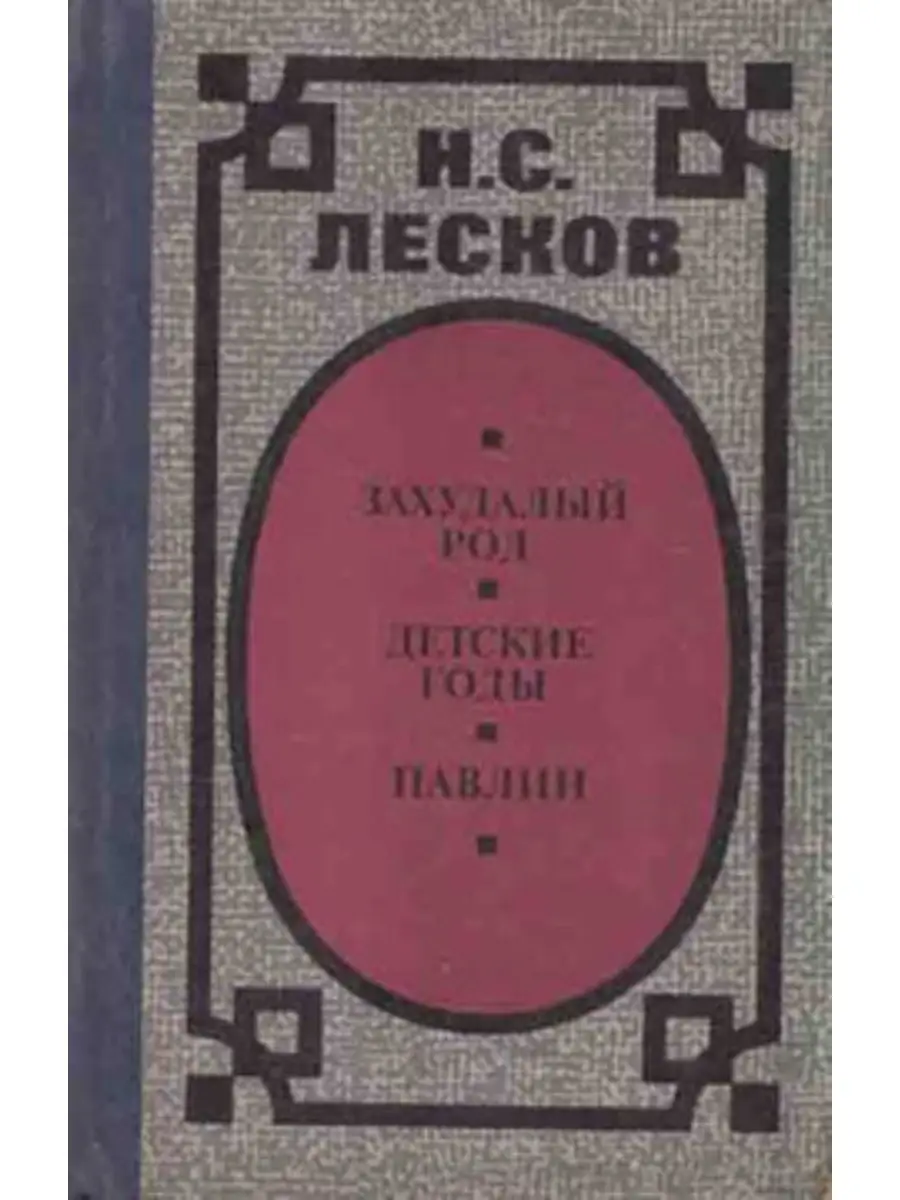 Н.С.
ЛЕСКОВ
ЗАХУДАЛЫЙ
РОД
ДЕТСКИЕ
ГОДЫ
ПАВЛИН